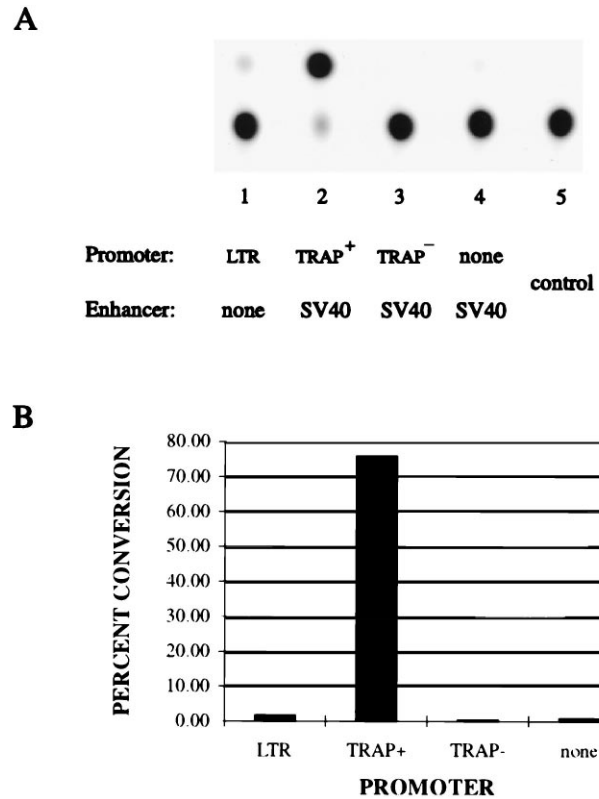 A
1 2 3 4 5
Promoter: LTR TRAP+ TRAP− none
control
Enhancer: none SV40 SV40 SV40
B
80.00
70.00
60.00
50.00
40.00
30.00
20.00
10.00
0.00
PERCENT CONVERSION
LTR TRAP+ TRAP- none
PROMOTER